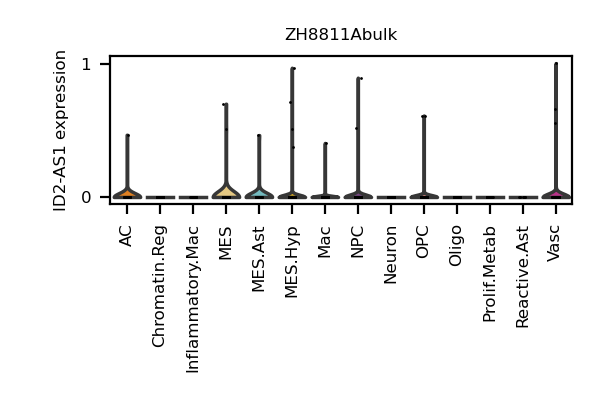 ZH8811Abulk
ID2-AS1 expression
1
0
AC
Chromatin.Reg
Inflammatory.Mac
MES
MES.Ast
MES.Hyp
Mac
NPC
Neuron
OPC
Oligo
Prolif.Metab
Reactive.Ast
Vasc